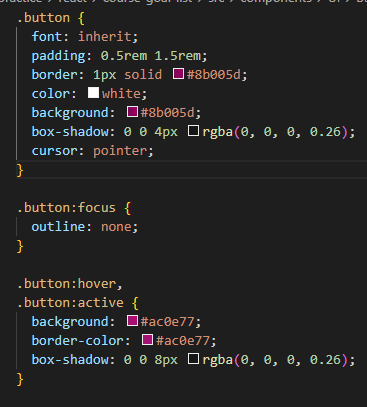 practice > react > course-goal-list > src > components > UI >
.button {
font: inherit;
padding: 0.5rem 1.5rem;
border: 1px solid #8b005d;
color: white;
background: #8b005d;
box-shadow: 0 0 4px rgba(0, 0, 0, 0.26);
cursor: pointer;
}
.button:focus {
outline: none;
}
.button:hover,
.button:active {
background: #ac0e77;
border-color: #ac0e77;
box-shadow: 0 0 8px rgba(0, 0, 0, 0.26);
}